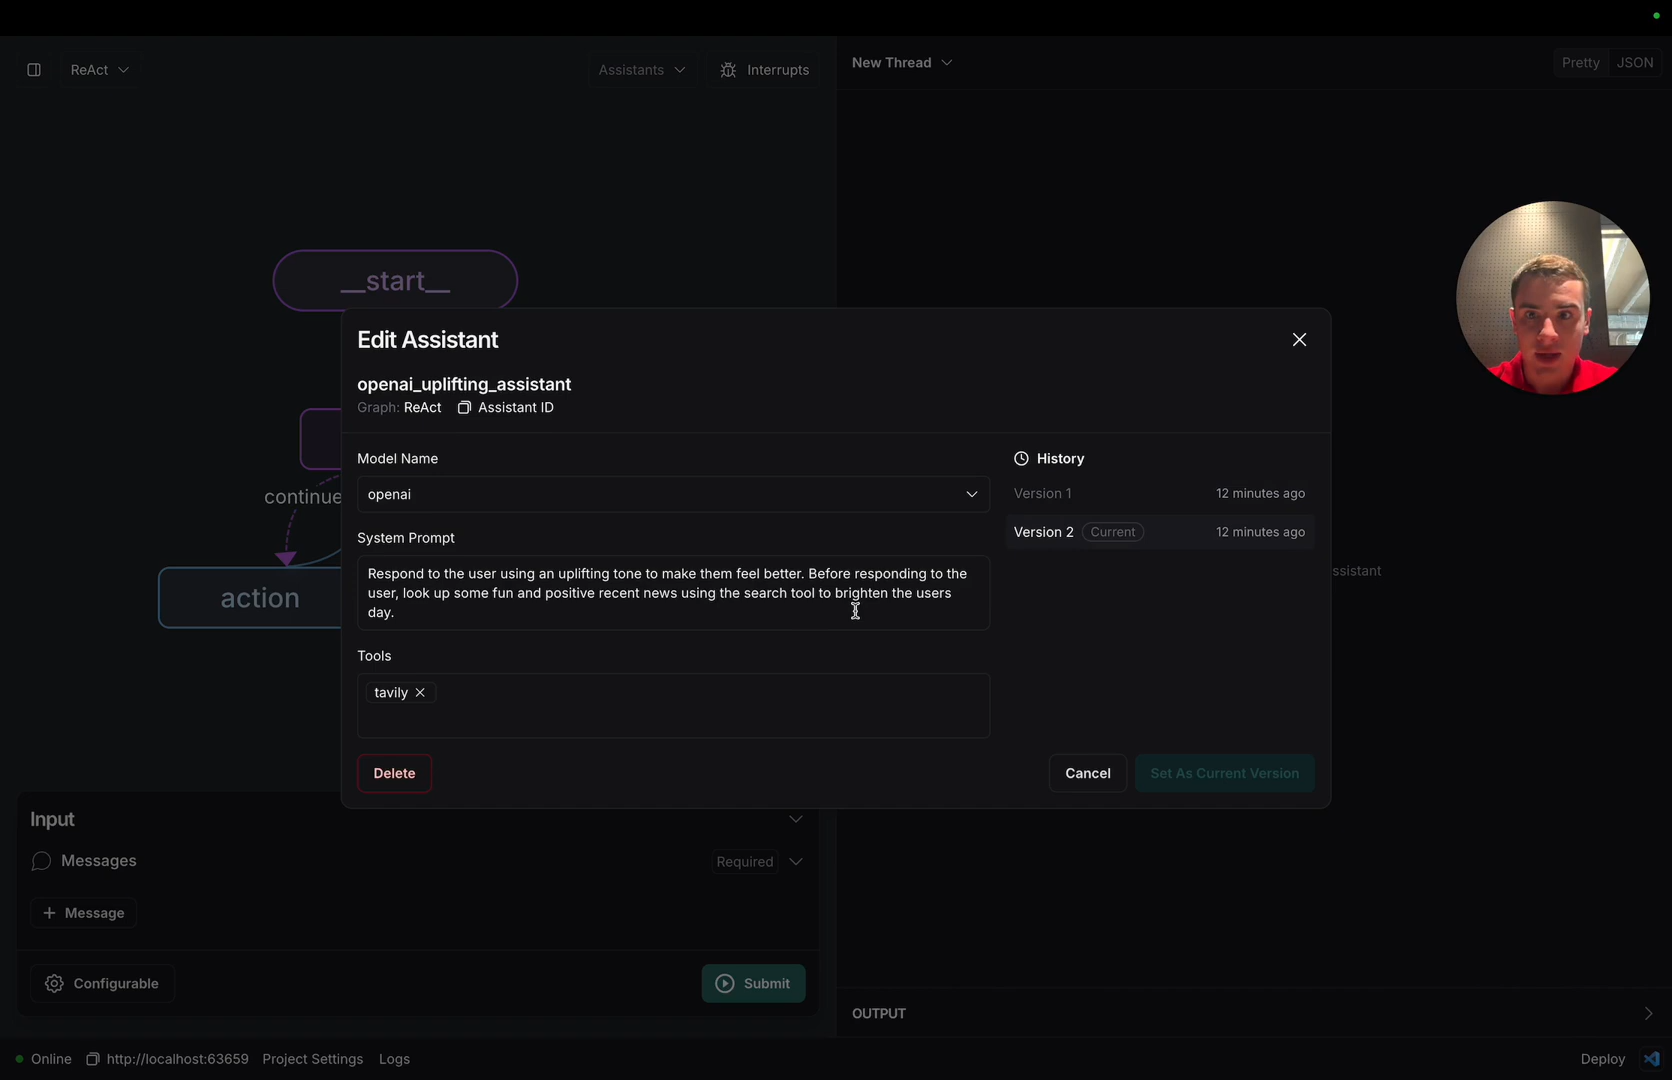 ReAct
Assistants
Interrupts
New Thread
Pretty
JSON
__start__
continue
action
Edit Assistant
openai_uplifting_assistant
Graph: ReAct
Assistant ID
Model Name
openai
System Prompt
Respond to the user using an uplifting tone to make them feel better. Before responding to the
user, look up some fun and positive recent news using the search tool to brighten the users
day.
Tools
tavily
History
Version 1
12 minutes ago
Version 2
Current
12 minutes ago
Delete
Cancel
Set As Current Version
ssistant
Input
Messages
Required
+ Message
Configurable
Submit
OUTPUT
Online
http://localhost:63659
Project Settings
Logs
Deploy